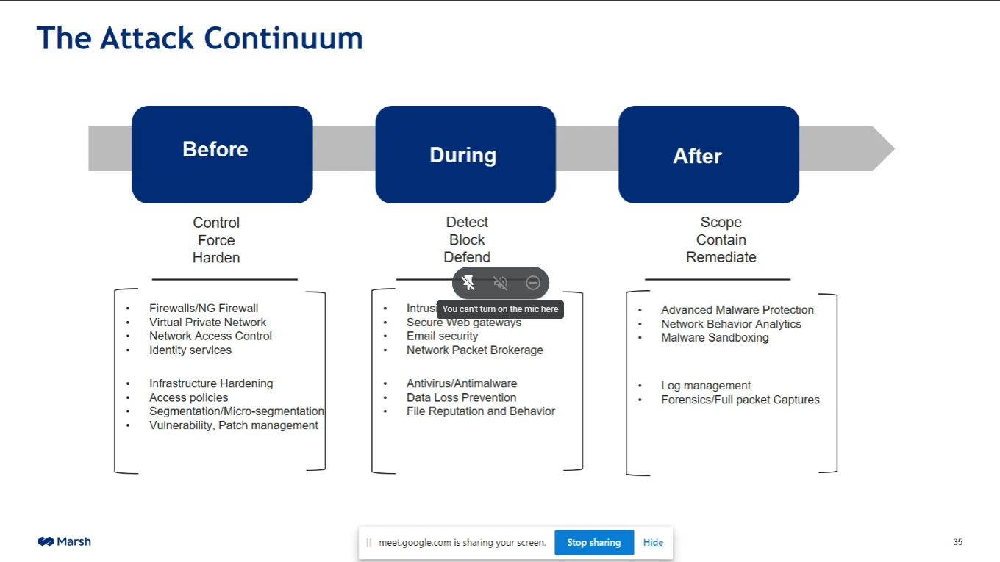 The Attack Continuum
Before
During
After
Control
Force
Harden
Detect
Block
Defend
Scope
Contain
Remediate
• Firewalls/NG Firewall
• Virtual Private Network
• Network Access Control
• Identity services
• Infrastructure Hardening
• Access policies
• Segmentation/Micro-segmentation
• Vulnerability, Patch management
You can't turn on the mic here
• Secure Web gateways
• Email security
• Network Packet Brokerage
• Antivirus/Antimalware
• Data Loss Prevention
• File Reputation and Behavior
• Advanced Malware Protection
• Network Behavior Analytics
• Malware Sandboxing
• Log management
• Forensics/Full packet Captures
Marsh
meet.google.com is sharing your screen.
Stop sharing
Hide
35